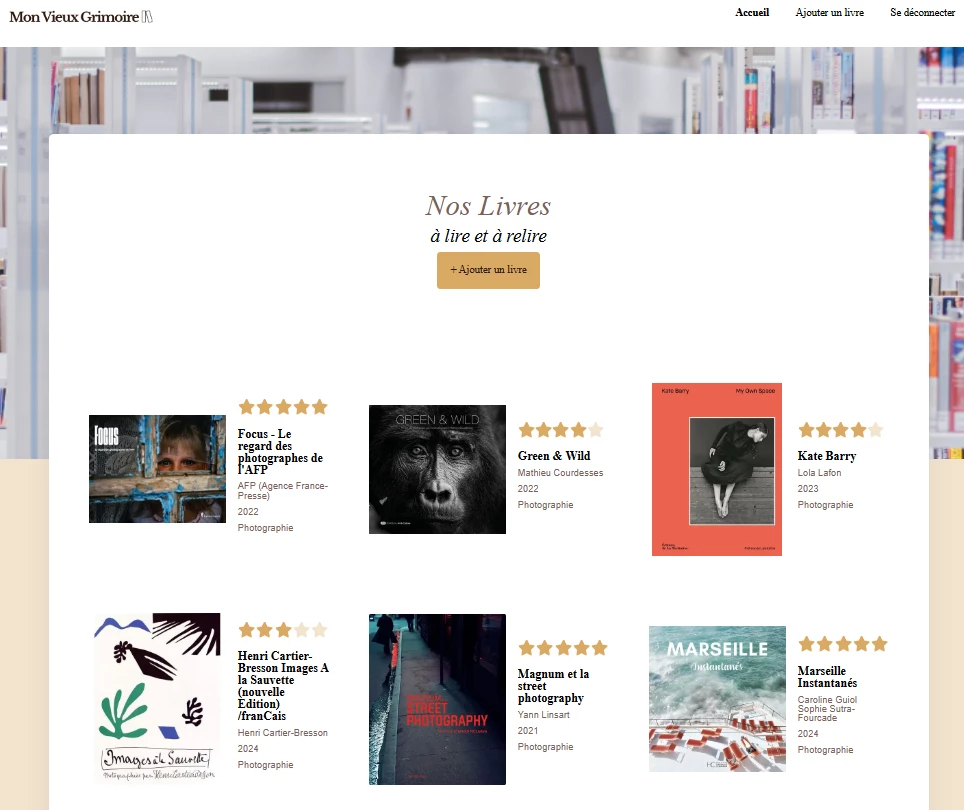 Mon Vieux Grimoire
Accueil
Ajouter un livre
Se déconnecter
Nos Livres
à lire et à relire
+ Ajouter un livre
FOCUS
Focus - Le
regard des
photographes de
l'AFP
AFP (Agence France-
Presse)
2022
Photographie
GREEN & WILD
Green & Wild
Mathieu Courdesses
2022
Photographie
Kate Barry
My Own Space
Kate Barry
Lola Lafon
2023
Photographie
Images à la Sauvette
Henri Cartier-
Bresson Images A
la Sauvette
(nouvelle
Edition)
/franCais
Henri Cartier-Bresson
2024
Photographie
STREET
PHOTOGRAPHY
Magnum et la
street
photography
Yann Linsart
2021
Photographie
MARSEILLE
Instantanés
Marseille
Instantanés
Caroline Guiol
Sophie Sutra-
Fourcade
2024
Photographie